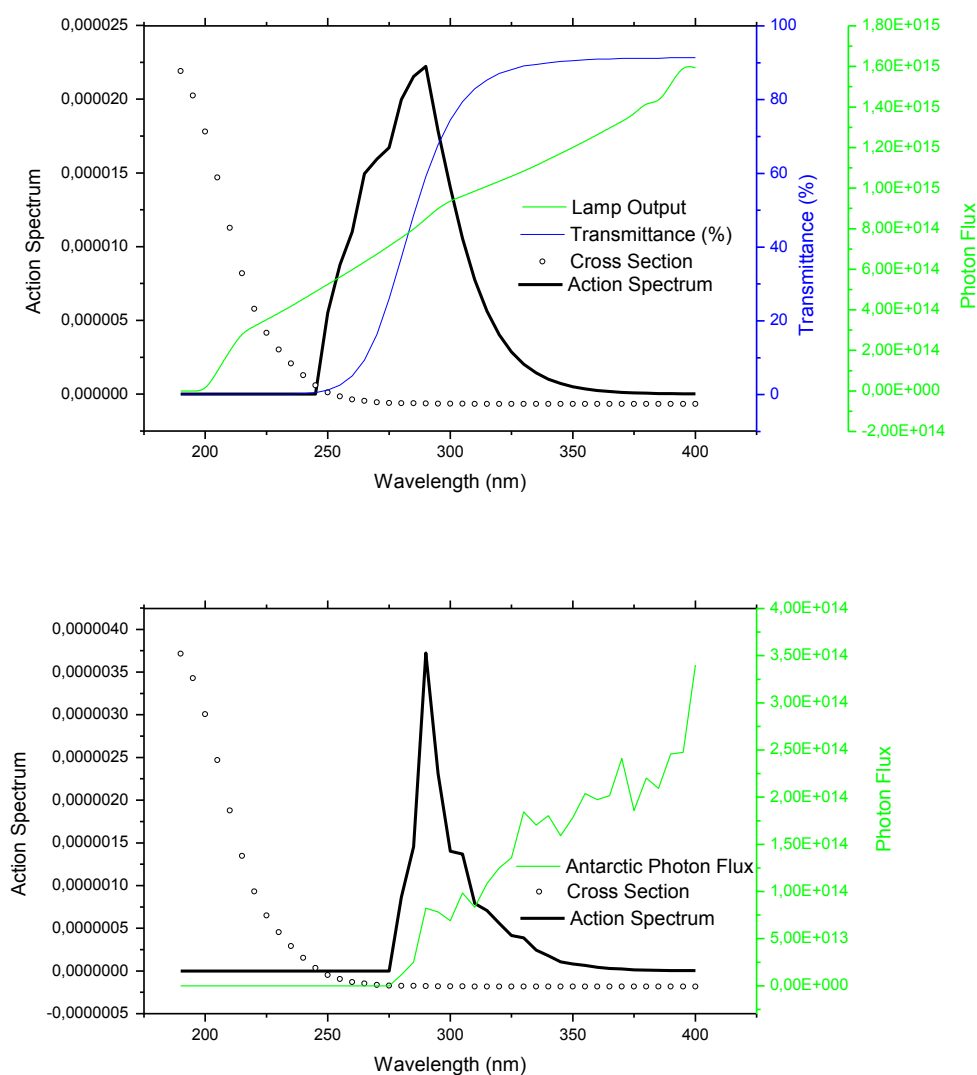 0,000025
0,000020
0,000015
0,000010
0,000005
0,000000
Action Spectrum
100
80
60
40
20
0
Transmittance (%)
1,80E+015
1,60E+015
1,40E+015
1,20E+015
1,00E+015
8,00E+014
6,00E+014
4,00E+014
2,00E+014
0,00E+000
-2,00E+014
Photon Flux
Lamp Output
Transmittance (%)
Cross Section
Action Spectrum
200 250 300 350 400
Wavelength (nm)
0,0000040
0,0000035
0,0000030
0,0000025
0,0000020
0,0000015
0,0000010
0,0000005
0,0000000
-0,0000005
Action Spectrum
4,00E+014
3,50E+014
3,00E+014
2,50E+014
2,00E+014
1,50E+014
1,00E+014
5,00E+013
0,00E+000
Photon Flux
Antarctic Photon Flux
Cross Section
Action Spectrum
200 250 300 350 400
Wavelength (nm)